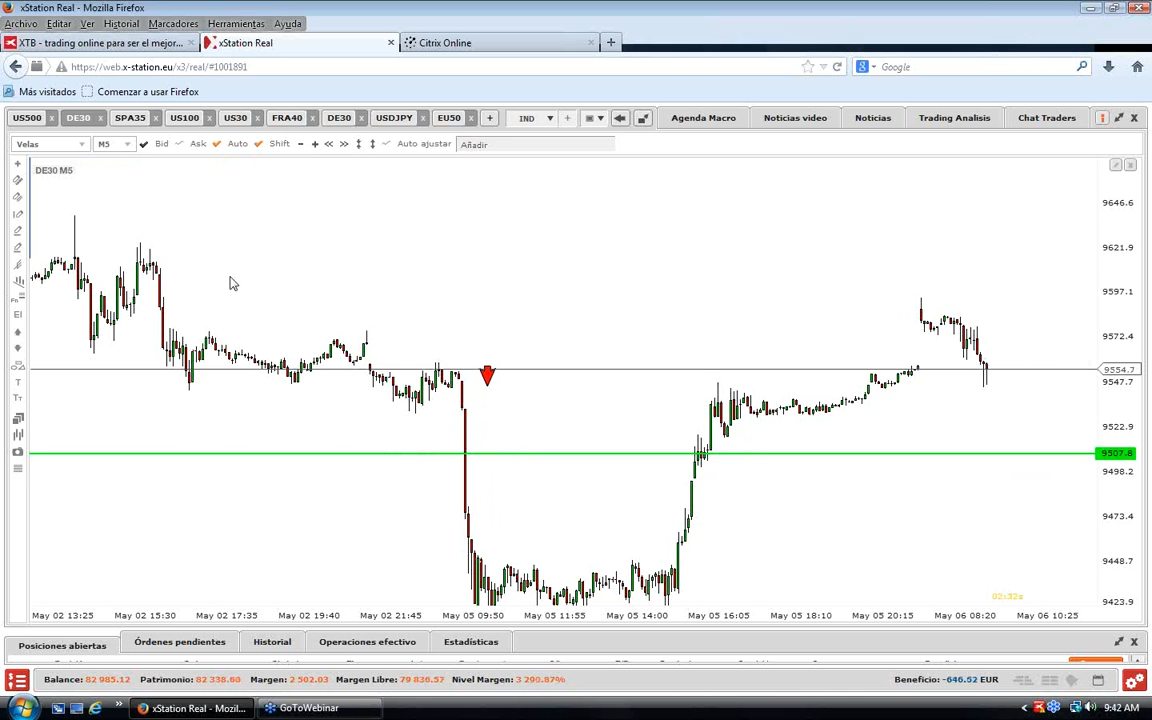 xStation Real - Mozilla Firefox
Archivo Editar Ver Historial Marcadores Herramientas Ayuda
XTB - trading online para ser el mejor... xStation Real Citrix Online
https://web.x-station.eu/x3/real/#1001891 Google
Más visitados Comenzar a usar Firefox
US500 DE30 SPA35 US100 US30 FRA40 DE30 USDJPY EU50 IND Agenda Macro Noticias video Noticias Trading Analisis Chat Traders
Velas M5 Bid Ask Auto Shift Auto ajustar Añadir
DE30 M5
9646.6
9621.9
9597.1
9572.4
9554.7
9547.7
9522.9
9507.8
9498.2
9473.4
9448.7
9423.9
02:32s
May 02 13:25 May 02 15:30 May 02 17:35 May 02 19:40 May 02 21:45 May 05 09:50 May 05 11:55 May 05 14:00 May 05 16:05 May 05 18:10 May 05 20:15 May 06 08:20 May 06 10:25
Posiciones abiertas Órdenes pendientes Historial Operaciones efectivo Estadísticas
Balance: 82 985.12 Patrimonio: 82 338.60 Margen: 2 502.03 Margen Libre: 79 836.57 Nivel Margen: 3 290.87% Beneficio: -646.52 EUR
xStation Real - Mozil... GoToWebinar 9:42 AM